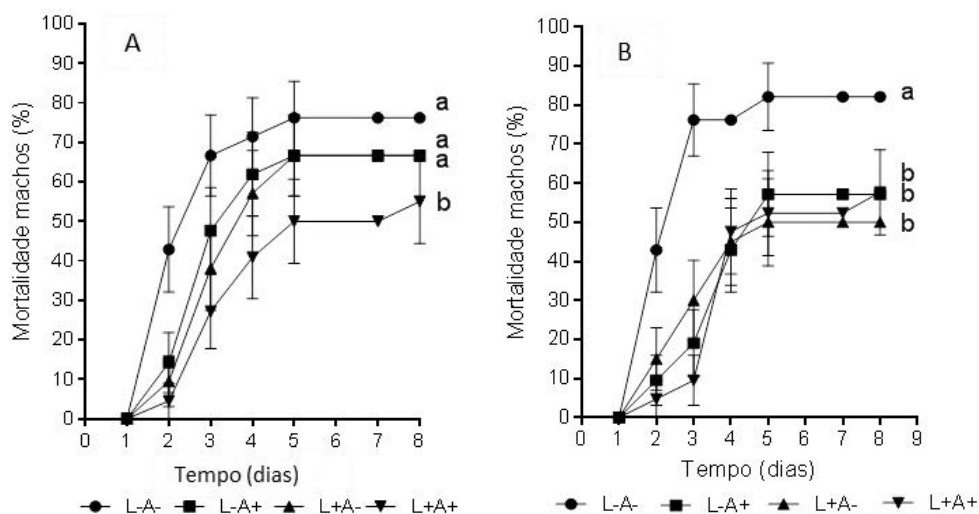 A
Mortalidade machos (%)
100
90
80
70
60
50
40
30
20
10
0
a
a
a
b
0 1 2 3 4 5 7 8
Tempo (dias)
L-A- L-A+ L+A- L+A+
B
Mortalidade machos (%)
100
90
80
70
60
50
40
30
20
10
0
a
b
b
b
0 1 2 3 4 5 7 8 9
Tempo (dias)
L-A- L-A+ L+A- L+A+